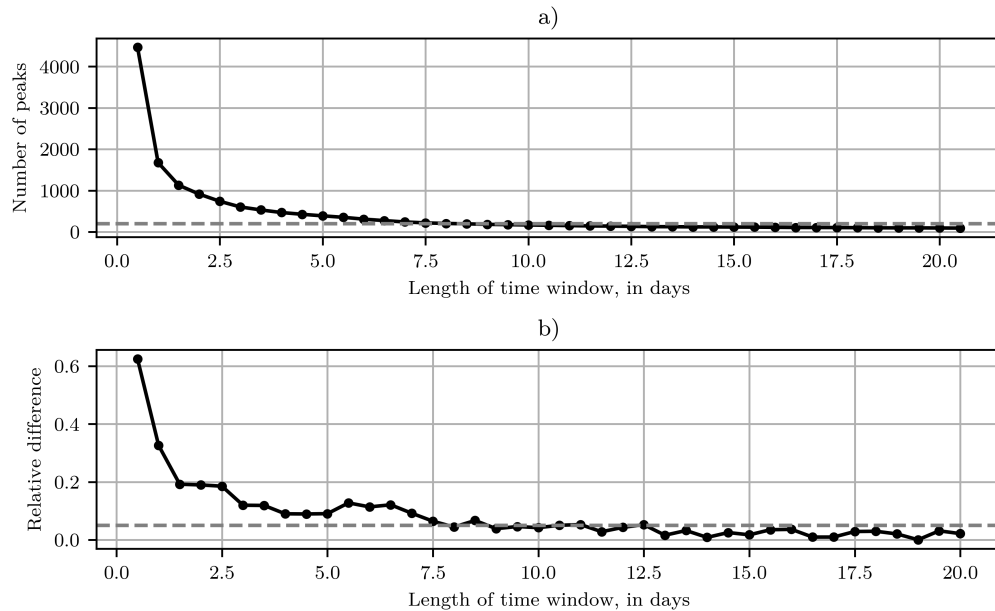 a)
Number of peaks
4000
3000
2000
1000
0
0.0 2.5 5.0 7.5 10.0 12.5 15.0 17.5 20.0
Length of time window, in days
b)
Relative difference
0.6
0.4
0.2
0.0
0.0 2.5 5.0 7.5 10.0 12.5 15.0 17.5 20.0
Length of time window, in days